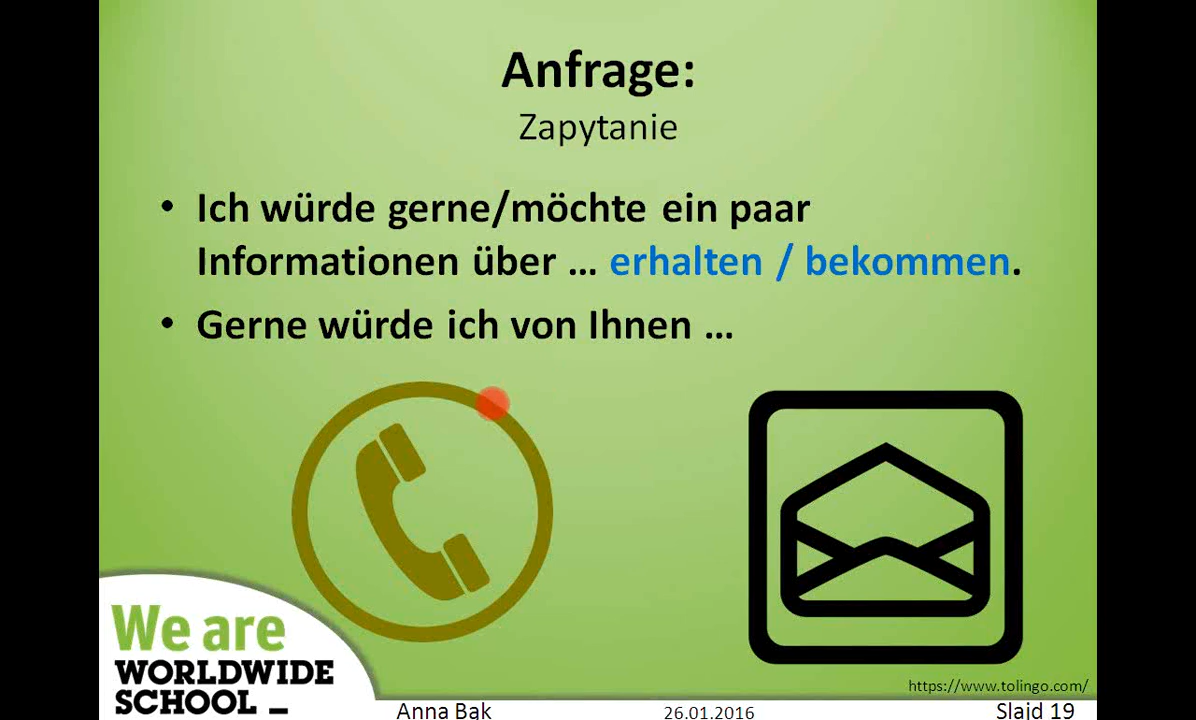 Anfrage:
Zapytanie
• Ich würde gerne/möchte ein paar
Informationen über … erhalten / bekommen.
• Gerne würde ich von Ihnen …
We are
WORLDWIDE
SCHOOL _
https://www.tolingo.com/
Anna Bąk
26.01.2016
Slajd 19